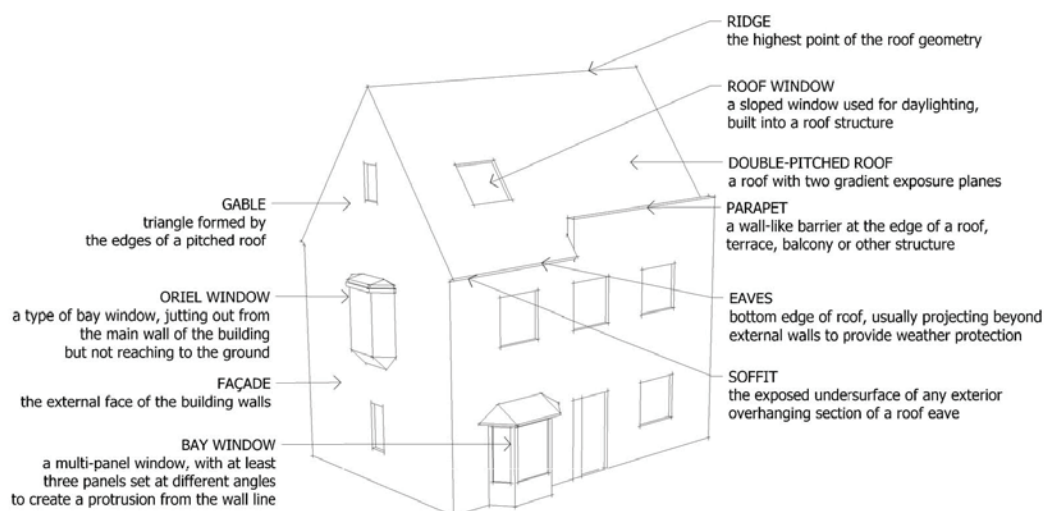 RIDGE
the highest point of the roof geometry
ROOF WINDOW
a sloped window used for daylighting,
built into a roof structure
DOUBLE-PITCHED ROOF
a roof with two gradient exposure planes
PARAPET
a wall-like barrier at the edge of a roof,
terrace, balcony or other structure
EAVES
bottom edge of roof, usually projecting beyond
external walls to provide weather protection
SOFFIT
the exposed undersurface of any exterior
overhanging section of a roof eave
GABLE
triangle formed by
the edges of a pitched roof
ORIEL WINDOW
a type of bay window, jutting out from
the main wall of the building
but not reaching to the ground
FAÇADE
the external face of the building walls
BAY WINDOW
a multi-panel window, with at least
three panels set at different angles
to create a protrusion from the wall line